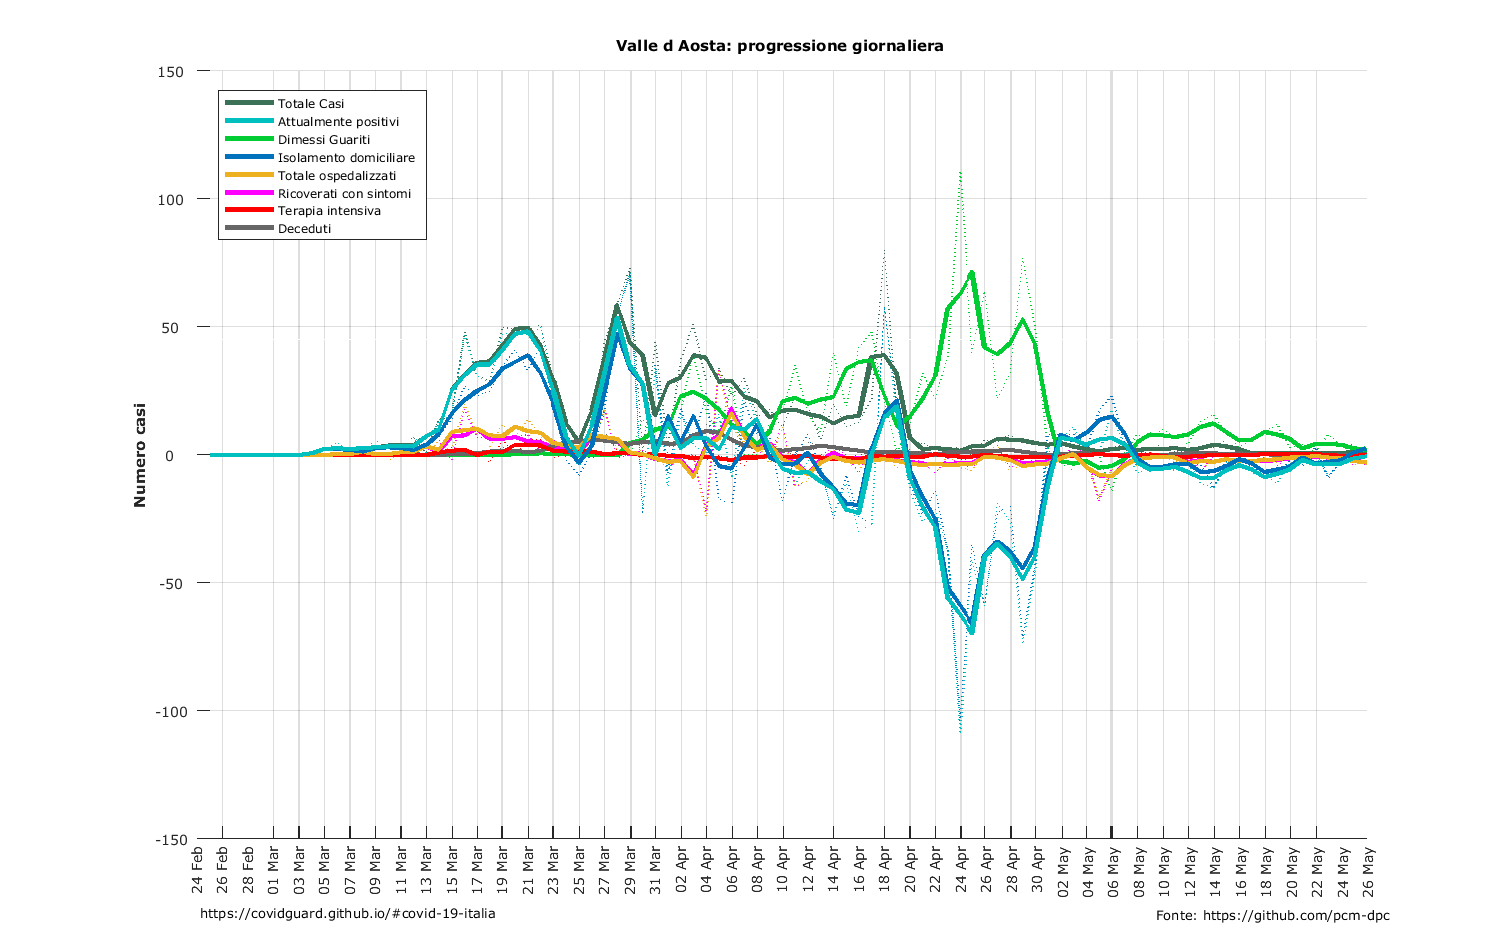 Valle d Aosta: progressione giornaliera
150
100
50
0
-50
-100
-150
Numero casi
Totale Casi
Attualmente positivi
Dimessi Guariti
Isolamento domiciliare
Totale ospedalizzati
Ricoverati con sintomi
Terapia intensiva
Deceduti
24 Feb
26 Feb
28 Feb
01 Mar
03 Mar
05 Mar
07 Mar
09 Mar
11 Mar
13 Mar
15 Mar
17 Mar
19 Mar
21 Mar
23 Mar
25 Mar
27 Mar
29 Mar
31 Mar
02 Apr
04 Apr
06 Apr
08 Apr
10 Apr
12 Apr
14 Apr
16 Apr
18 Apr
20 Apr
22 Apr
24 Apr
26 Apr
28 Apr
30 Apr
02 May
04 May
06 May
08 May
10 May
12 May
14 May
16 May
18 May
20 May
22 May
24 May
26 May
https://covidguard.github.io/#covid-19-italia
Fonte: https://github.com/pcm-dpc